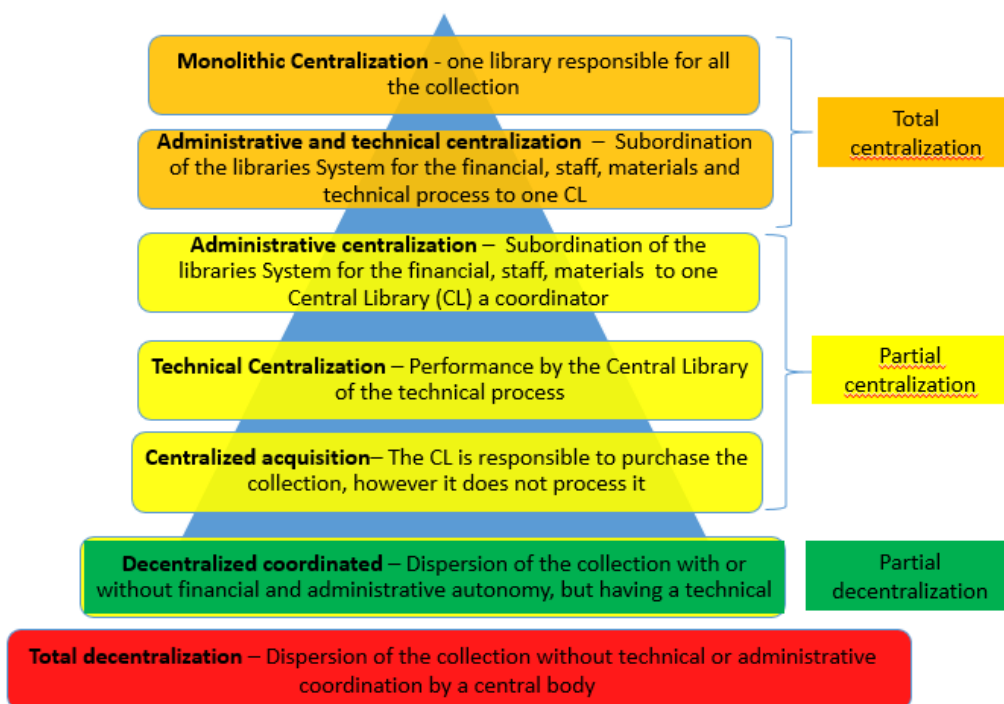 Monolithic Centralization - one library responsible for all
the collection
Total
centralization
Administrative and technical centralization – Subordination
of the libraries System for the financial, staff, materials and
technical process to one CL
Administrative centralization – Subordination of the
libraries System for the financial, staff, materials to one
Central Library (CL) a coordinator
Partial
centralization
Technical Centralization – Performance by the Central Library
of the technical process
Centralized acquisition– The CL is responsible to purchase the
collection, however it does not process it
Decentralized coordinated – Dispersion of the collection with or
without financial and administrative autonomy, but having a technical
Partial
decentralization
Total decentralization – Dispersion of the collection without technical or administrative
coordination by a central body